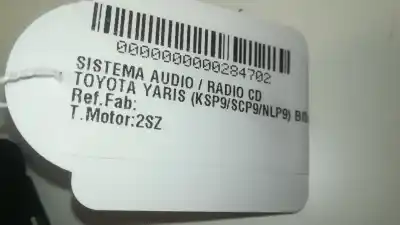 0000000000284702
SISTEMA AUDIO / RADIO CD
TOYOTA YARIS (KSP9/SCP9/NLP9)
Ref.Fab:
T.Motor:2SZ